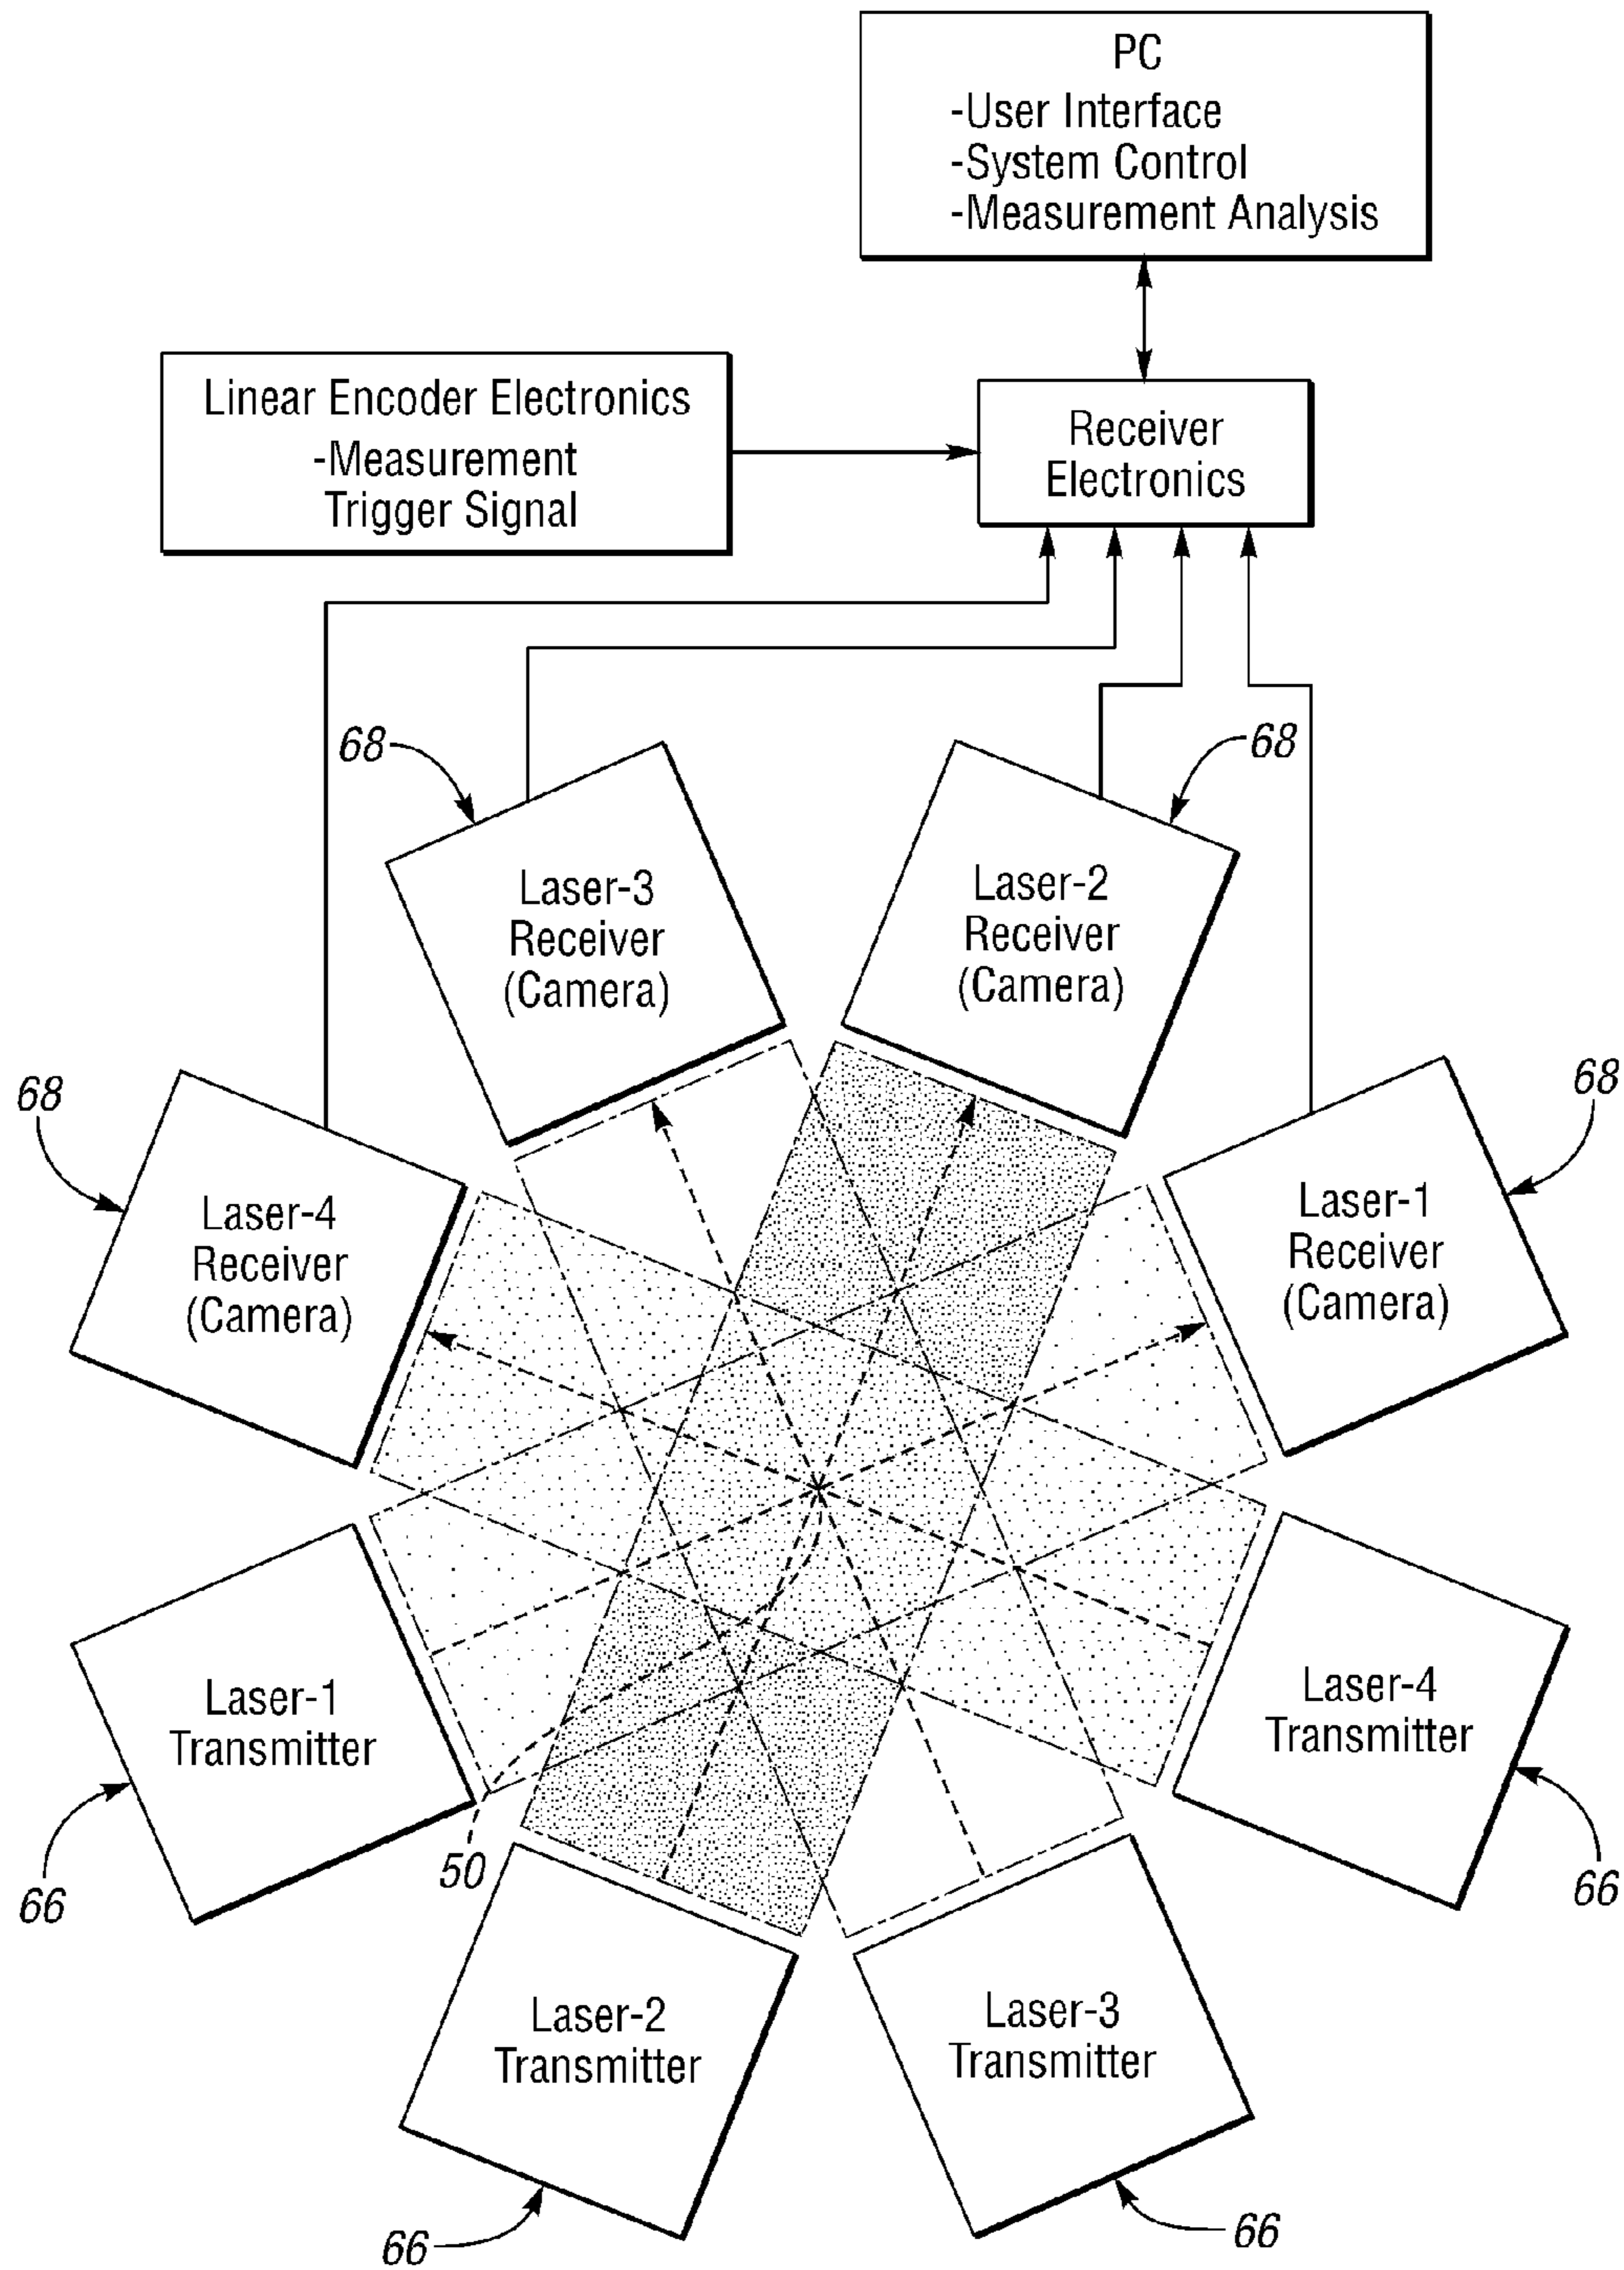 PC
-User Interface
-System Control
-Measurement Analysis
Linear Encoder Electronics
-Measurement
Trigger Signal
Receiver
Electronics
68
68
Laser-3
Receiver
(Camera)
Laser-2
Receiver
(Camera)
68
68
Laser-4
Receiver
(Camera)
Laser-1
Receiver
(Camera)
Laser-1
Transmitter
Laser-4
Transmitter
66
50
66
Laser-2
Transmitter
Laser-3
Transmitter
66
66